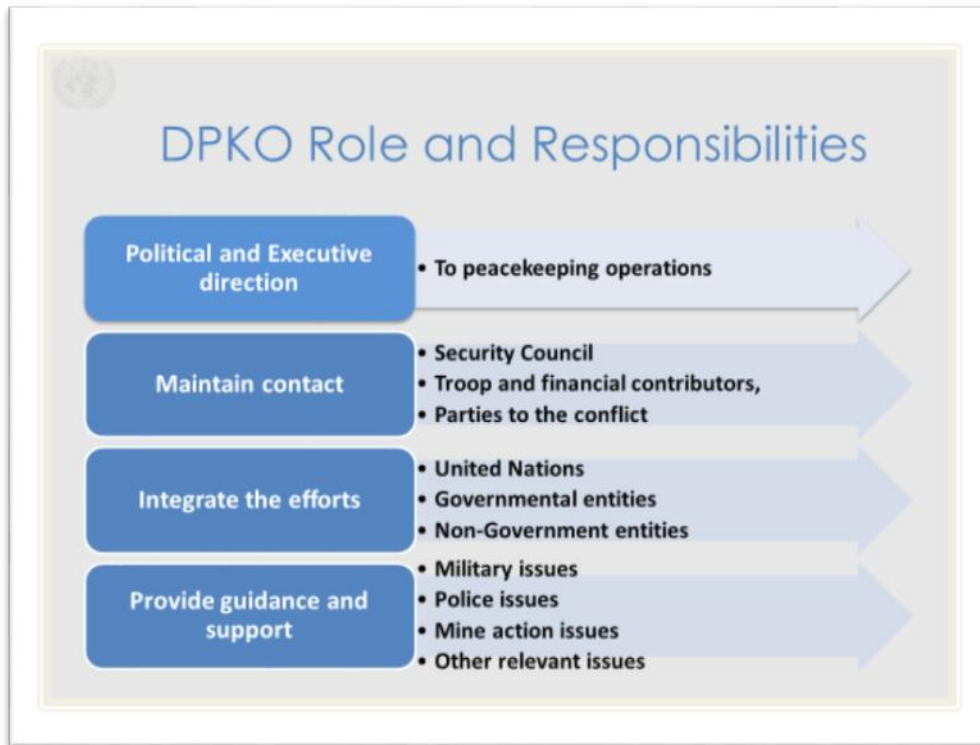 DPKO Role and Responsibilities
Political and Executive
direction
• To peacekeeping operations
Maintain contact
• Security Council
• Troop and financial contributors,
• Parties to the conflict
Integrate the efforts
• United Nations
• Governmental entities
• Non-Government entities
Provide guidance and
support
• Military issues
• Police issues
• Mine action issues
• Other relevant issues